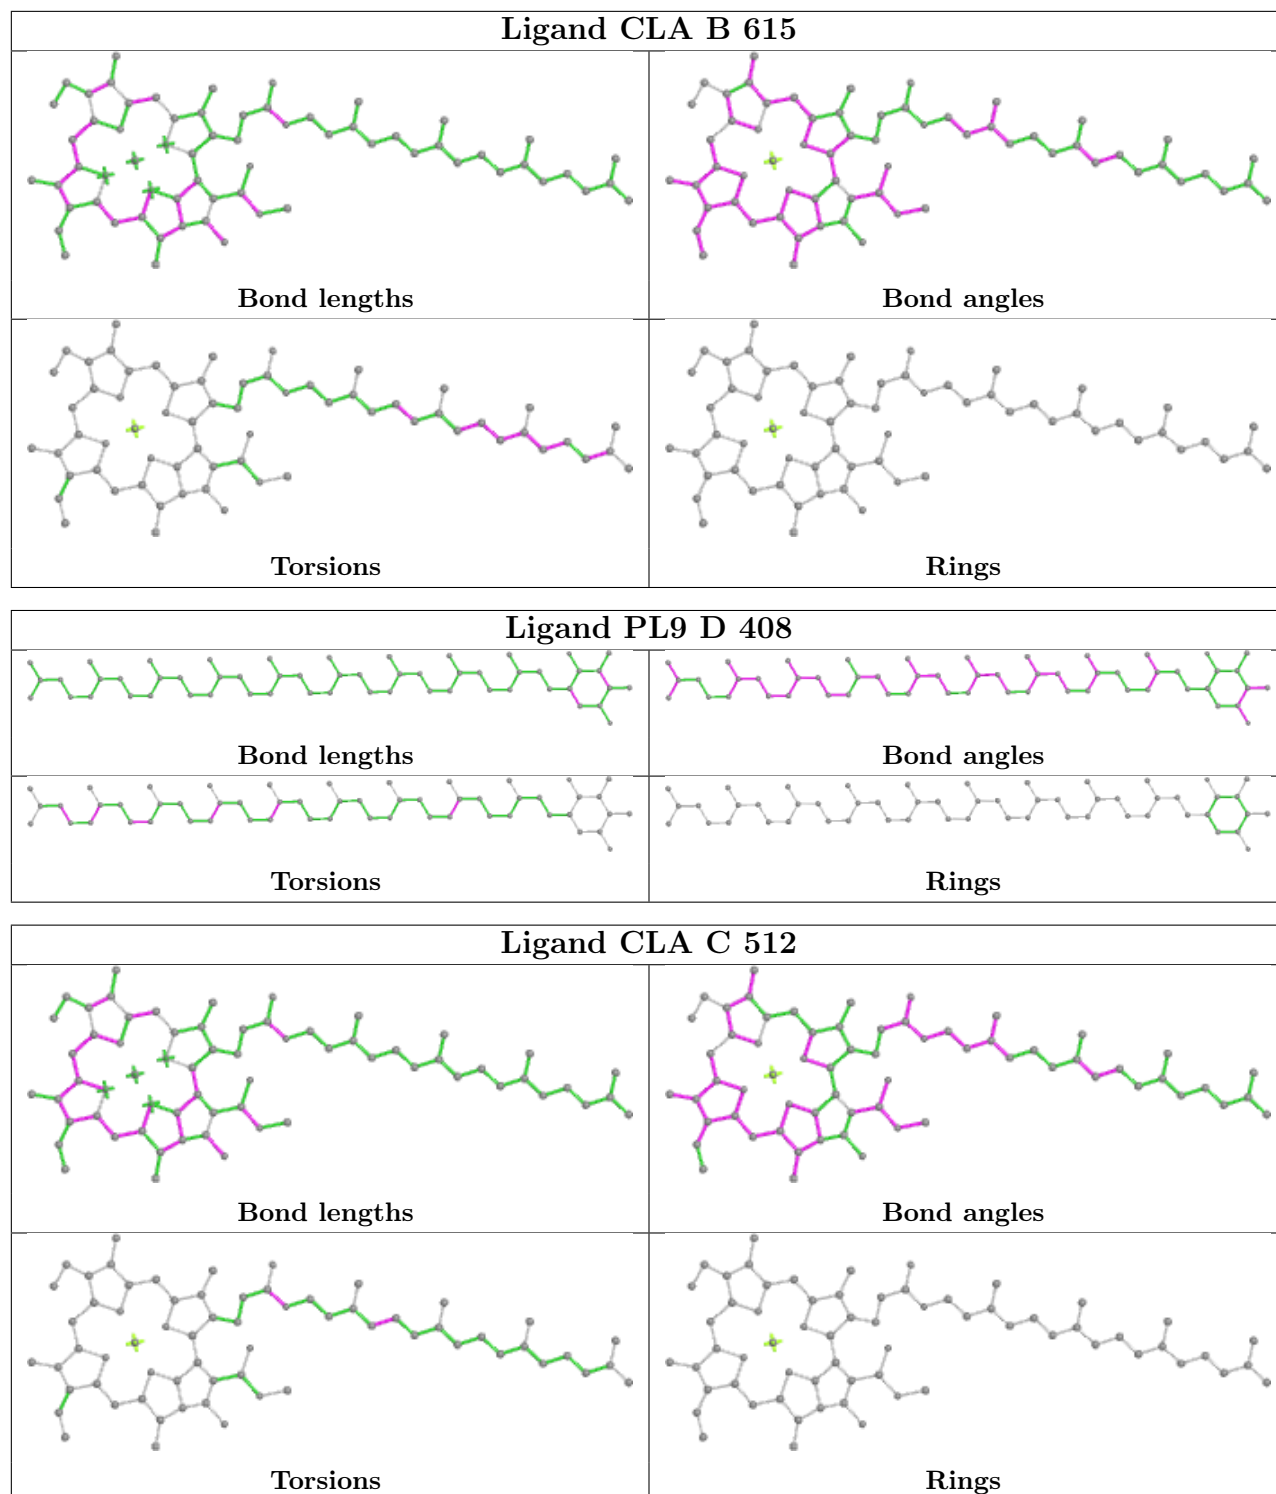 Ligand CLA B 615
Bond lengths
Bond angles
Torsions
Rings
Ligand PL9 D 408
Bond lengths
Bond angles
Torsions
Rings
Ligand CLA C 512
Bond lengths
Bond angles
Torsions
Rings